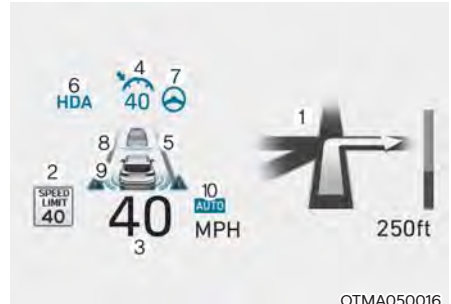 4 7
6
HDA 40
8 5 1
9
2 10
SPEED
LIMIT
40
40 AUTO
MPH
3
250ft
OTMA050016